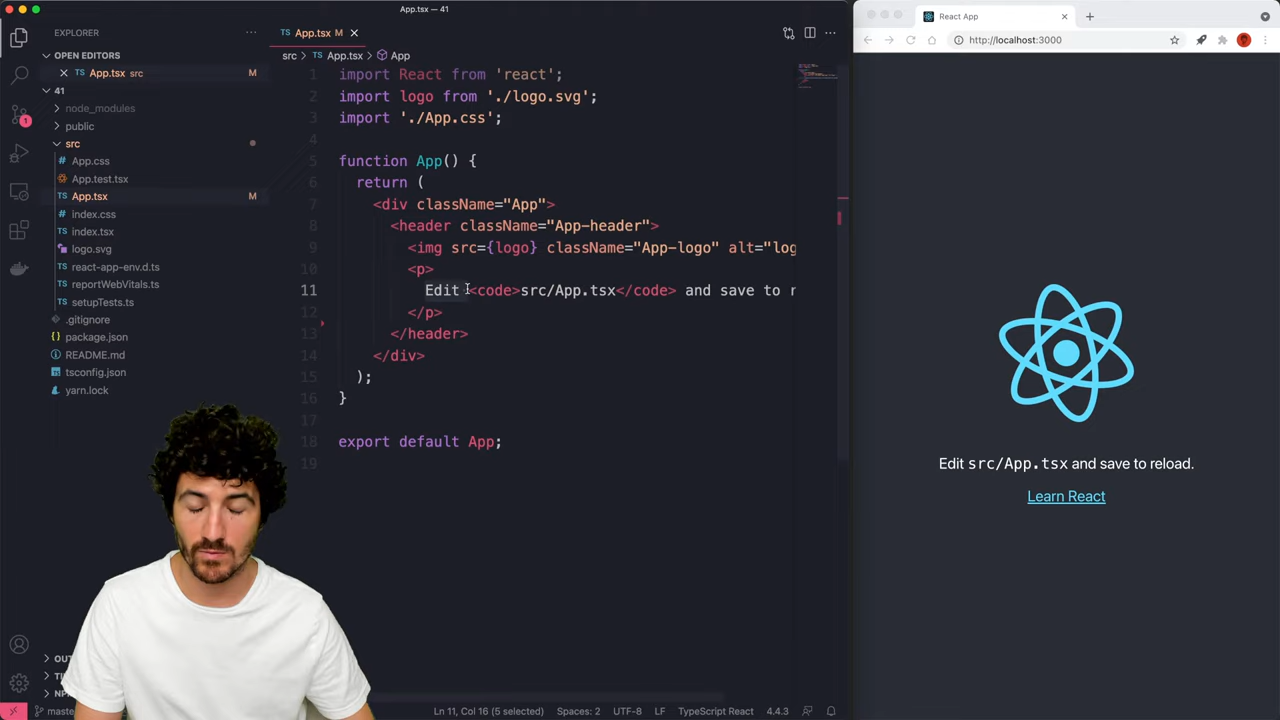 App.tsx — 41
EXPLORER
OPEN EDITORS
App.tsx src M
41
node_modules
public
src
App.css
App.test.tsx
App.tsx M
index.css
index.tsx
logo.svg
react-app-env.d.ts
reportWebVitals.ts
setupTests.ts
.gitignore
package.json
README.md
tsconfig.json
yarn.lock
OUT
TI
NP
master
1
TS App.tsx
src > App.tsx > App
1 import React from 'react';
2 import logo from './logo.svg';
3 import './App.css';
4
5 function App() {
6 return (
7 <div className="App">
8 <header className="App-header">
9 <img src={logo} className="App-logo" alt="log
10 <p>
11 Edit <code>src/App.tsx</code> and save to r
12 </p>
13 </header>
14 </div>
15 );
16 }
17
18 export default App;
19
Ln 11, Col 16 (5 selected) Spaces: 2 UTF-8 LF TypeScript React 4.4.3
React App
http://localhost:3000
Edit src/App.tsx and save to reload.
Learn React